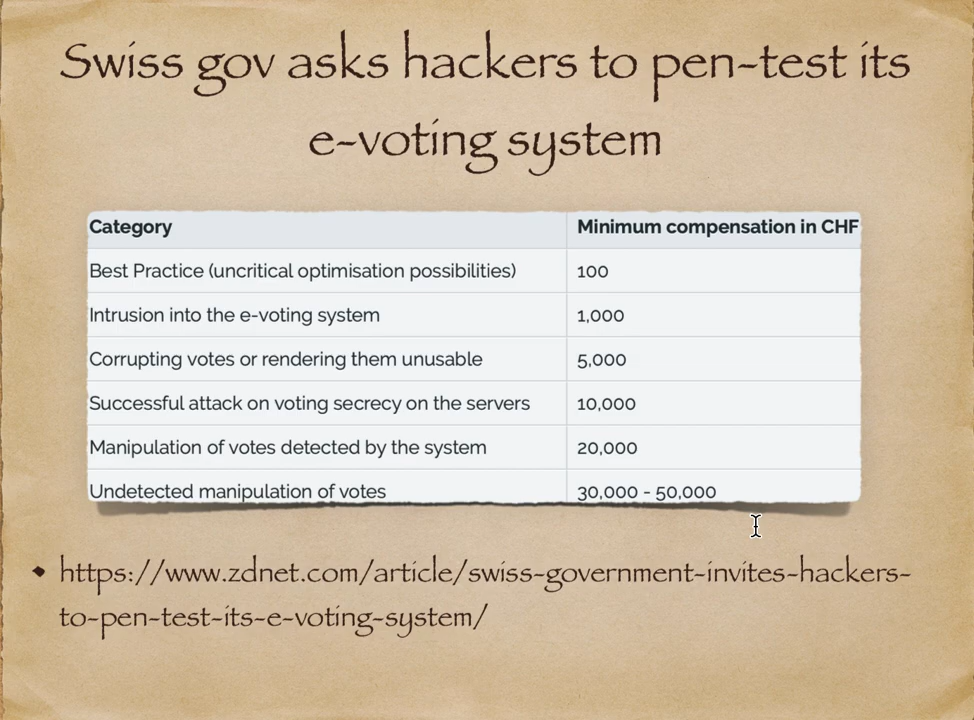 Swiss gov asks hackers to pen-test its
e-voting system
Category Minimum compensation in CHF
Best Practice (uncritical optimisation possibilities) 100
Intrusion into the e-voting system 1,000
Corrupting votes or rendering them unusable 5,000
Successful attack on voting secrecy on the servers 10,000
Manipulation of votes detected by the system 20,000
Undetected manipulation of votes 30,000 - 50,000
• https://www.zdnet.com/article/swiss-government-invites-hackers-
to-pen-test-its-e-voting-system/